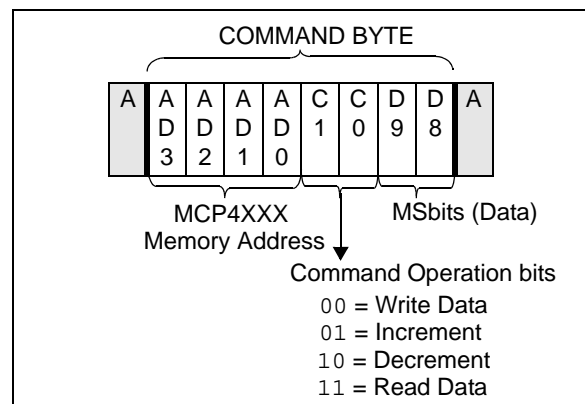 COMMAND BYTE
A A A A A C C D D A
D D D D 1 0 9 8
3 2 1 0
MCP4XXX MSbits (Data)
Memory Address
Command Operation bits
00 = Write Data
01 = Increment
10 = Decrement
11 = Read Data